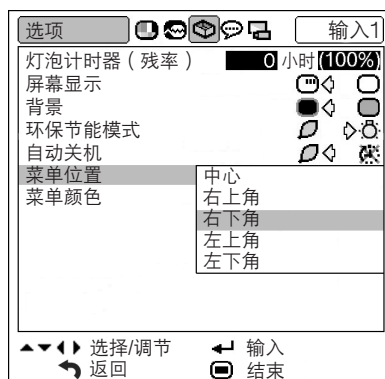 选项 输入1
灯泡计时器（残率） 0 小时(100%)
屏幕显示
背景
环保节能模式
自动关机
菜单位置
菜单颜色
中心
右上角
右下角
左上角
左下角
选择/调节 输入
返回 结束